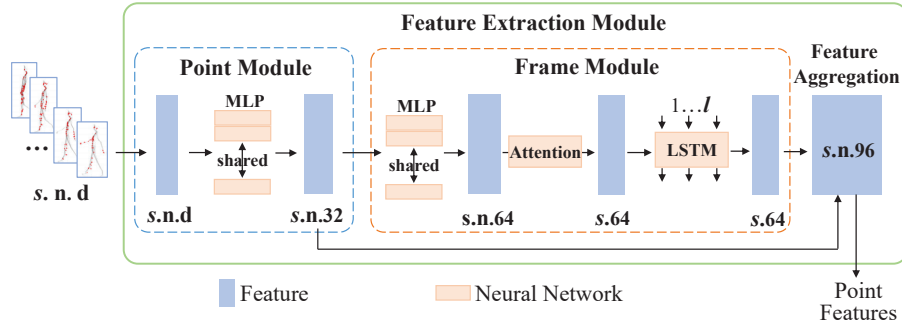 Feature Extraction Module
Point Module
Frame Module
Feature
Aggregation
MLP
shared
MLP
shared
Attention
1…l
LSTM
s.n.96
...
s. n. d
s.n.d
s.n.32
s.n.64
s.64
s.64
Feature
Neural Network
Point
Features